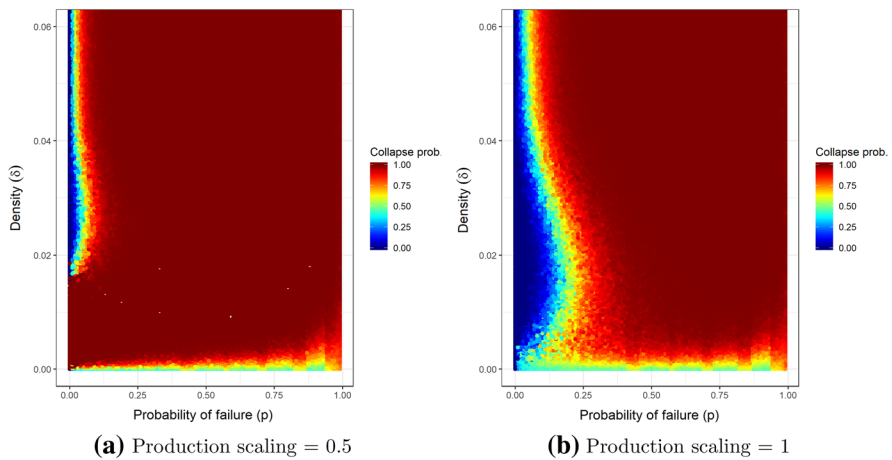 0.06
0.04
0.02
0.00
Density (δ)
0.00 0.25 0.50 0.75 1.00
Probability of failure (p)
Collapse prob.
1.00
0.75
0.50
0.25
0.00
(a) Production scaling = 0.5
0.06
0.04
0.02
0.00
Density (δ)
0.00 0.25 0.50 0.75 1.00
Probability of failure (p)
Collapse prob.
1.00
0.75
0.50
0.25
0.00
(b) Production scaling = 1